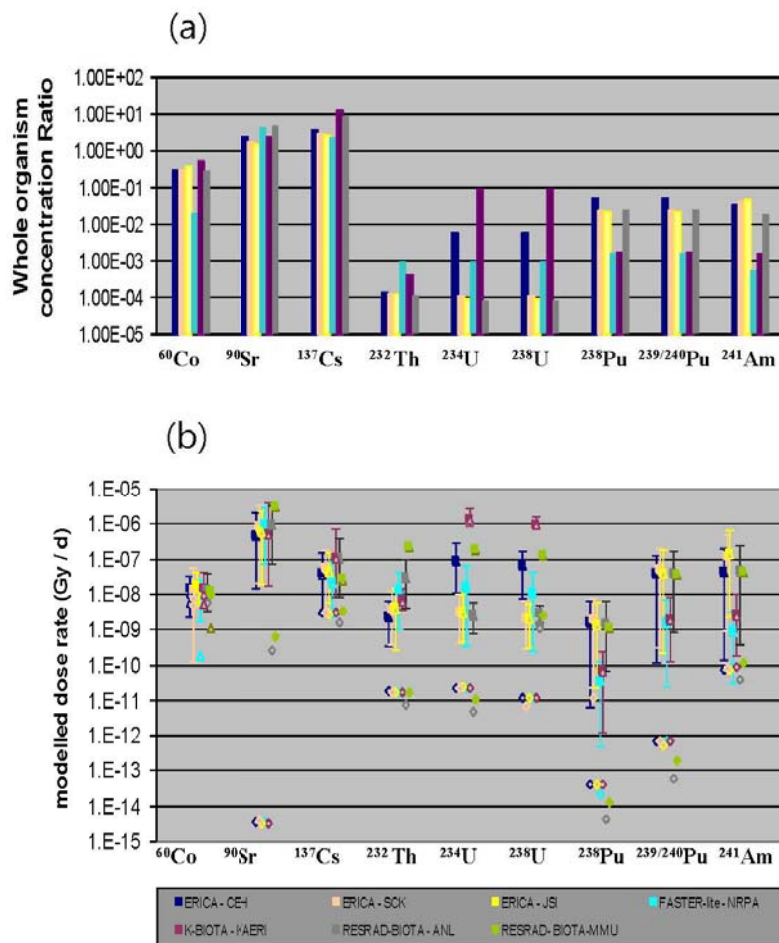 (a)
Whole organism
concentration Ratio
1.00E+02
1.00E+01
1.00E+00
1.00E-01
1.00E-02
1.00E-03
1.00E-04
1.00E-05
⁶⁰Co ⁹⁰Sr ¹³⁷Cs ²³²Th ²³⁴U ²³⁸U ²³⁸Pu ²³⁹/²⁴⁰Pu ²⁴¹Am
(b)
modelled dose rate (Gy / d)
1.E-05
1.E-06
1.E-07
1.E-08
1.E-09
1.E-10
1.E-11
1.E-12
1.E-13
1.E-14
1.E-15
⁶⁰Co ⁹⁰Sr ¹³⁷Cs ²³²Th ²³⁴U ²³⁸U ²³⁸Pu ²³⁹/²⁴⁰Pu ²⁴¹Am
ERICA - CEH ERICA - SCK ERICA - JSI FASTER-lite - NRPA
K-BIOTA - KAERI RESRAD-BIOTA - ANL RESRAD- BIOTA-MMU